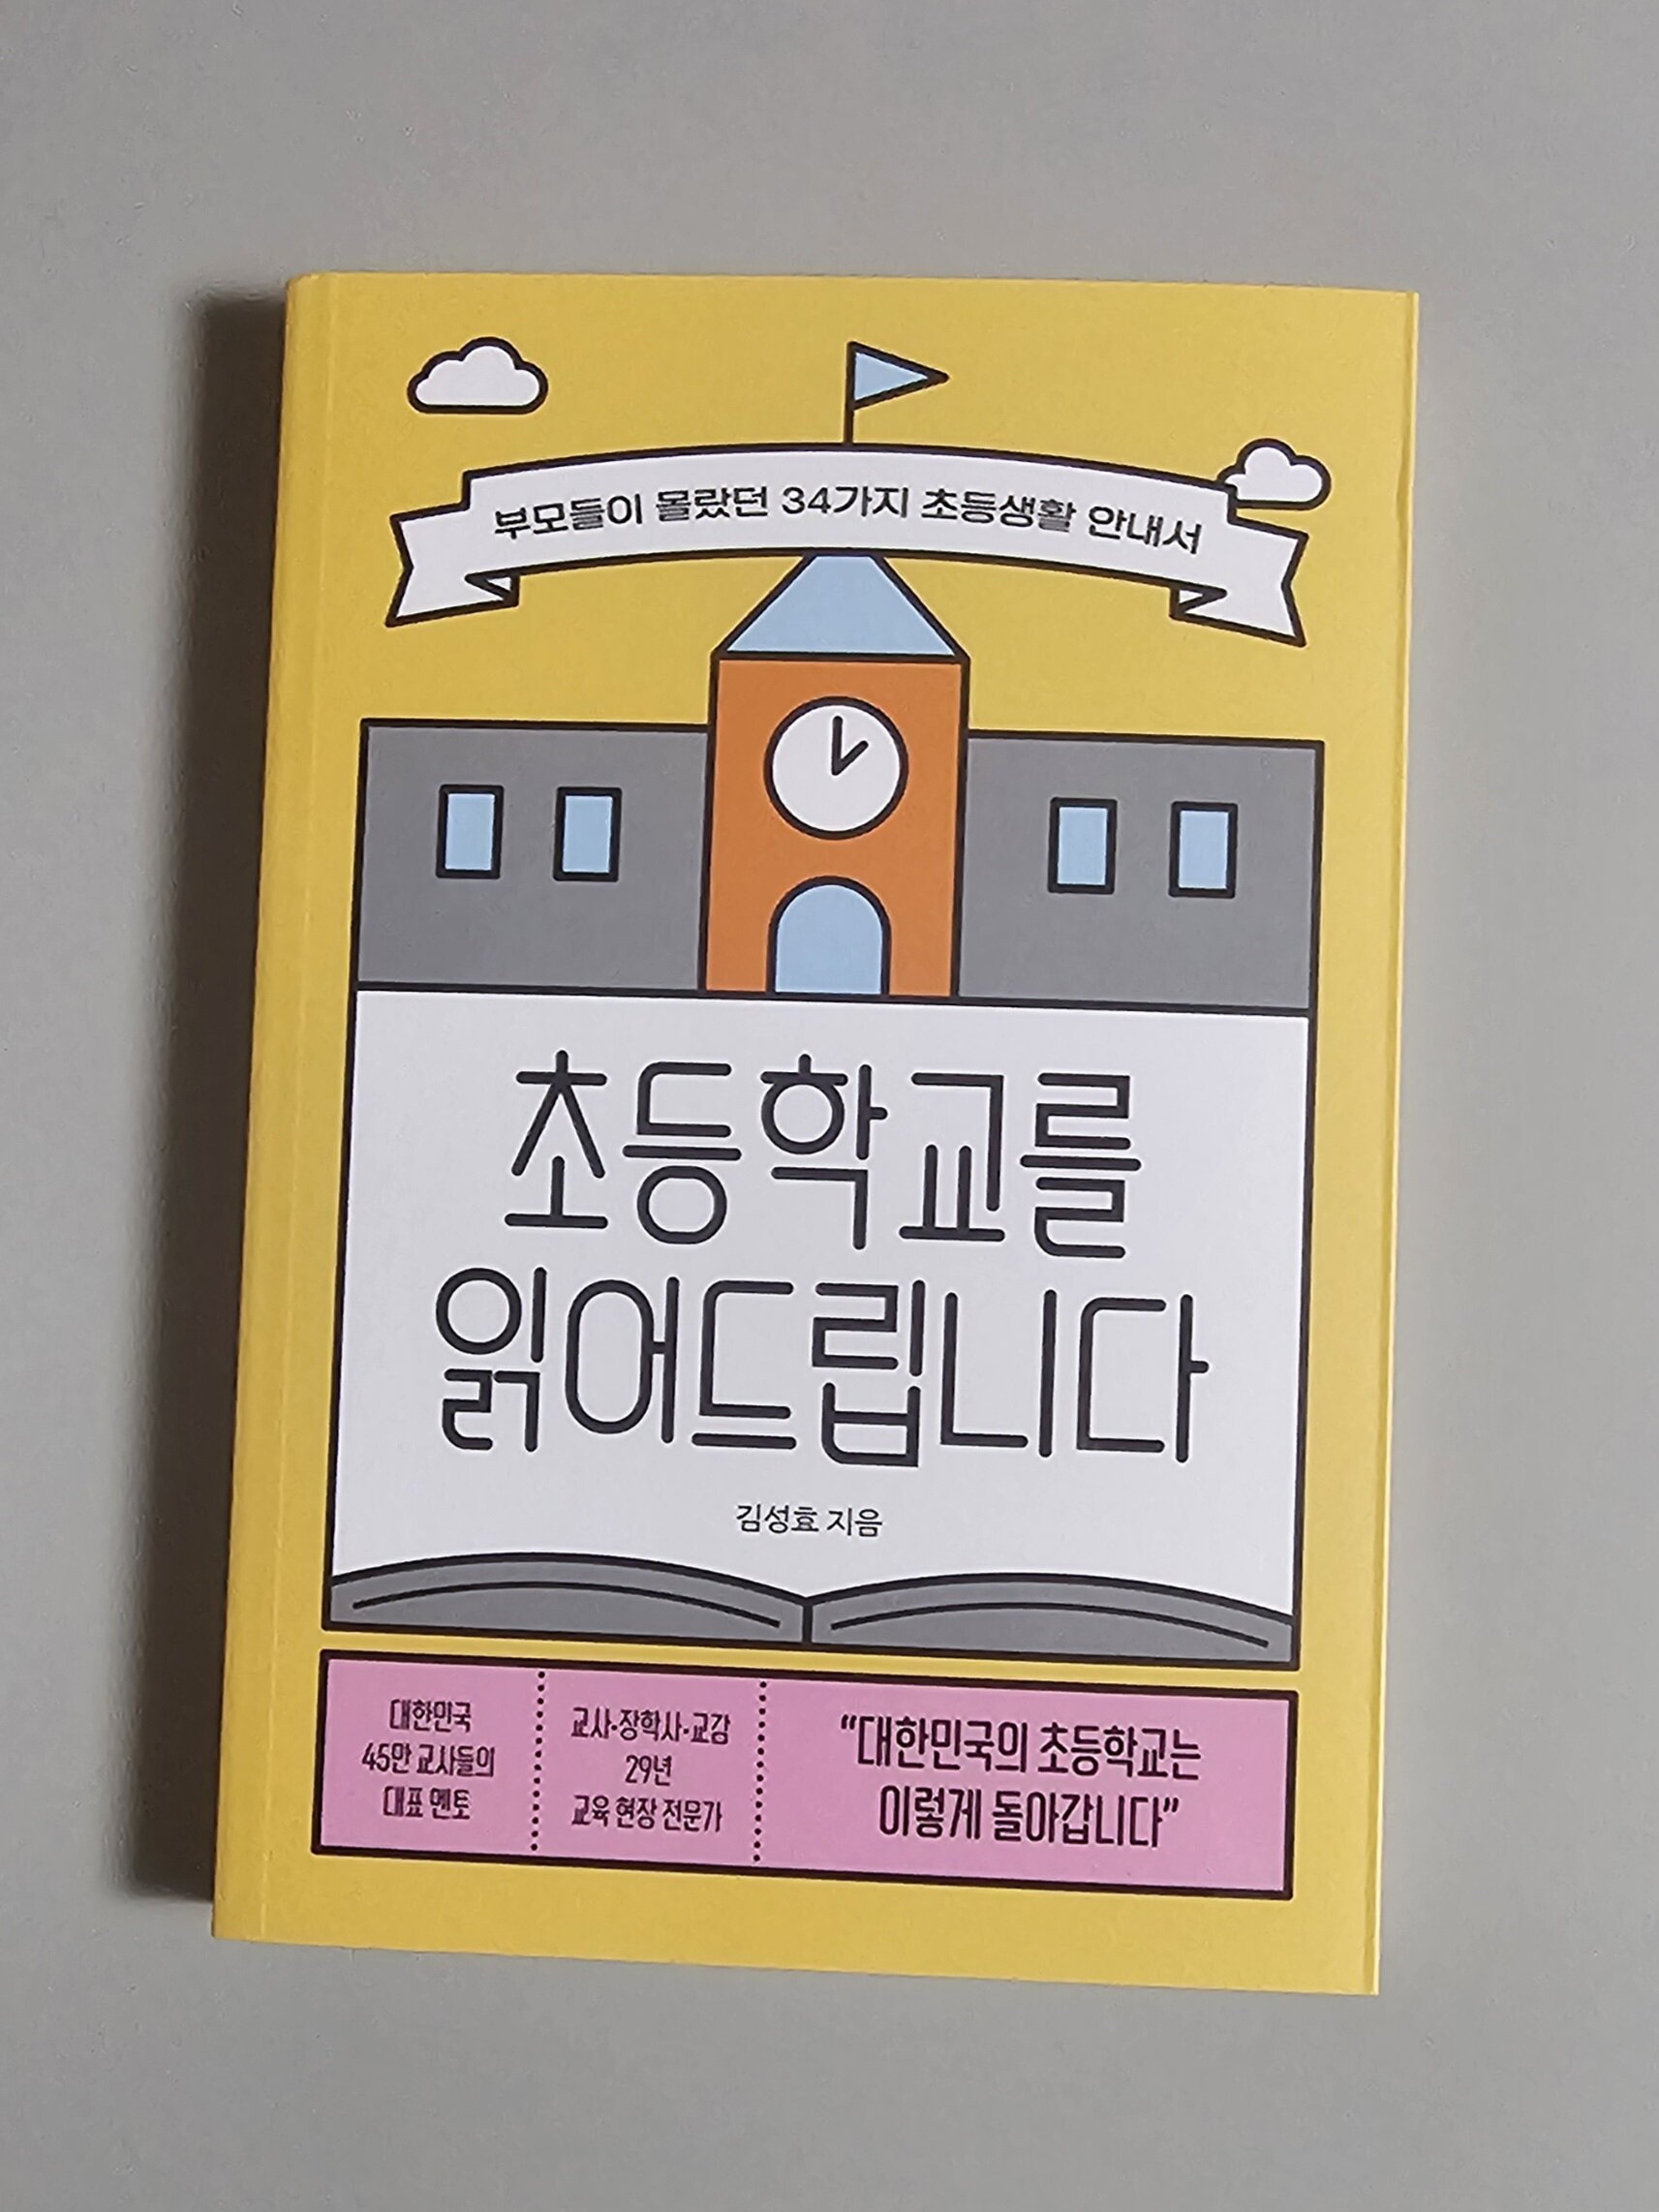 부모들이 몰랐던 34가지 초등생활 안내서
초등학교를
읽어드립니다
김성효 지음
대한민국
45만 교사들의
대표 멘토
교사·장학사·교감
29년
교육 현장 전문가
“대한민국의 초등학교는
이렇게 돌아갑니다”